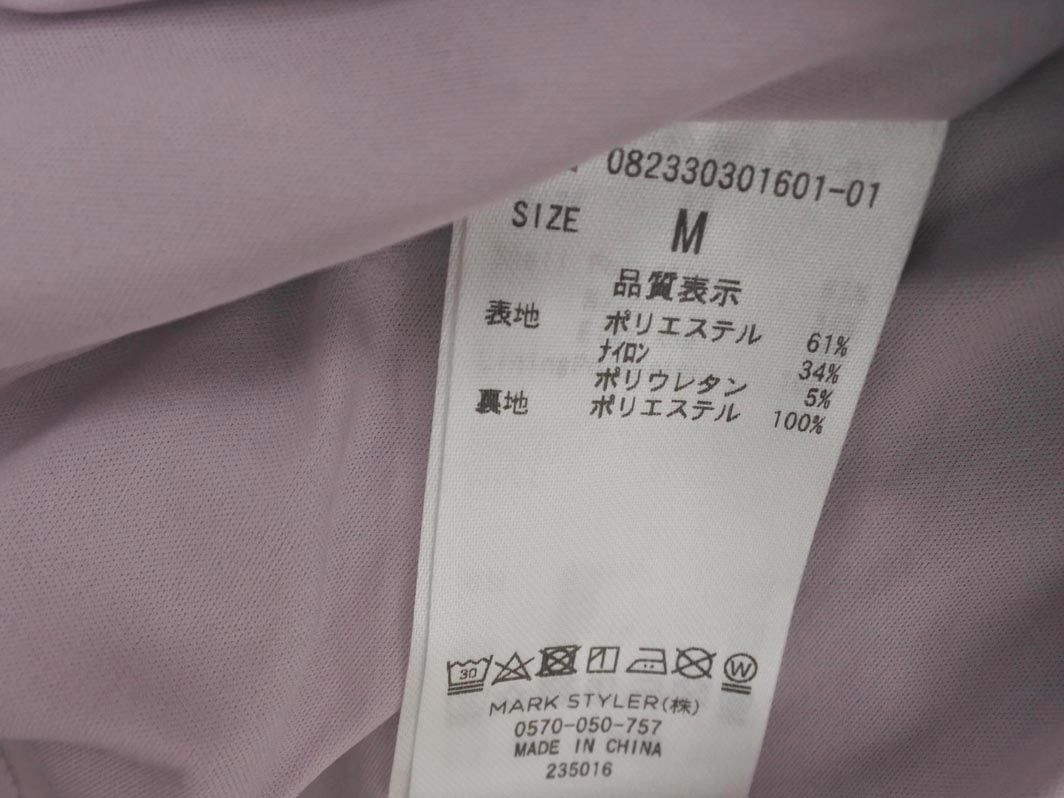 082330301601-01
SIZE M
品質表示
表地 ポリエステル 61%
ナイロン 34%
ポリウレタン 5%
裏地 ポリエステル 100%
30 W
MARK STYLER(株)
0570-050-757
MADE IN CHINA
235016